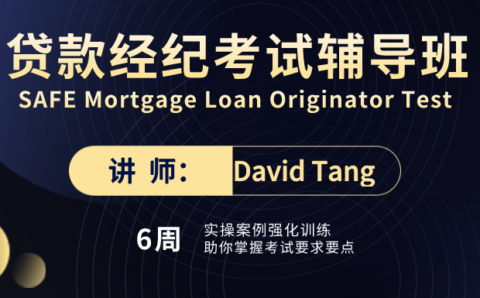 贷款经纪考试辅导班
SAFE Mortgage Loan Originator Test
讲 师： David Tang
6周
实操案例强化训练
助你掌握考试要求要点